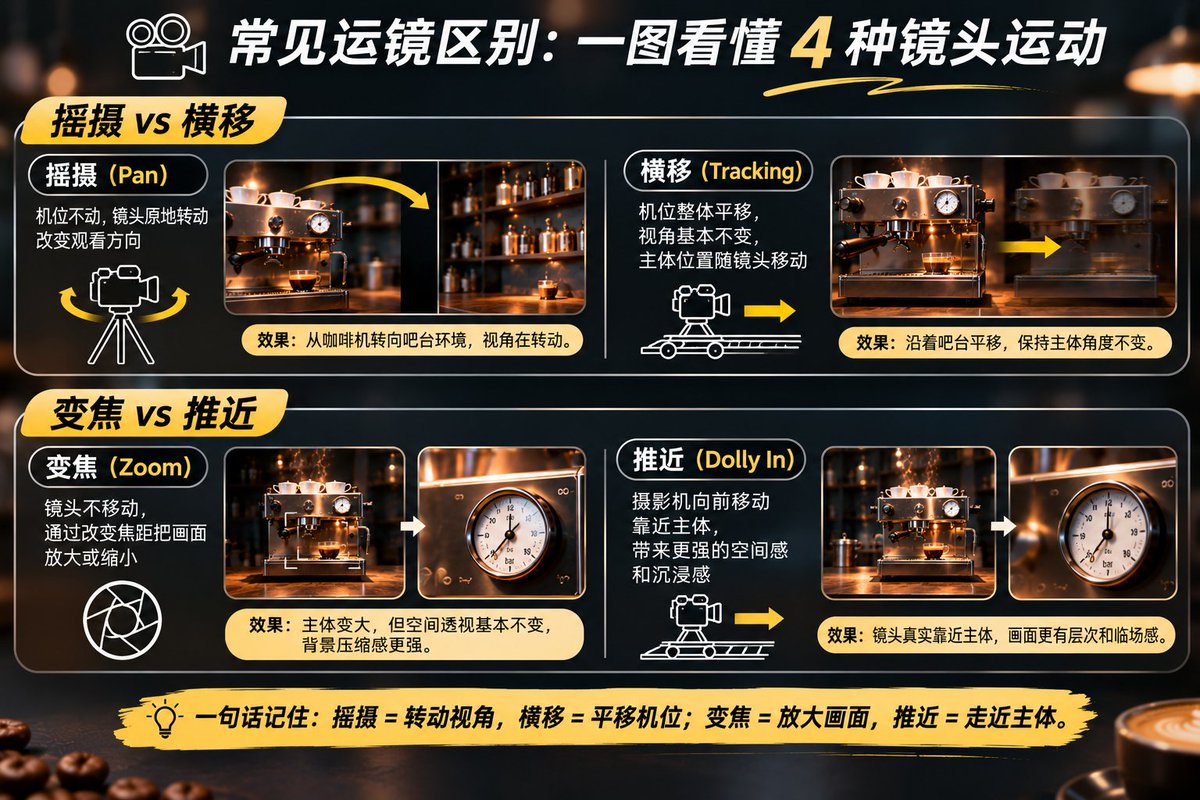 常见运镜区别：一图看懂4种镜头运动
摇摄 vs 横移
摇摄 (Pan)
机位不动，镜头原地转动
改变观看方向
效果：从咖啡机转向吧台环境，视角在转动。
横移 (Tracking)
机位整体平移，
视角基本不变，
主体位置随镜头移动
效果：沿着吧台平移，保持主体角度不变。
变焦 vs 推近
变焦 (Zoom)
镜头不移动，
通过改变焦距把画面
放大或缩小
效果：主体变大，但空间透视基本不变，
背景压缩感更强。
推近 (Dolly In)
摄影机向前移动
靠近主体，
带来更强的空间感
和沉浸感
效果：镜头真实靠近主体，画面更有层次和临场感。
一句话记住：摇摄 = 转动视角，横移 = 平移机位；变焦 = 放大画面，推近 = 走近主体。